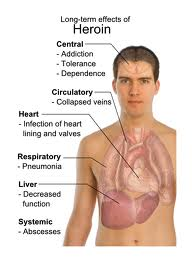 Long-term effects of
Heroin
Central
- Addiction
- Tolerance
- Dependence
Circulatory
- Collapsed veins
Heart
- Infection of heart
lining and valves
Respiratory
- Pneumonia
Liver
- Decreased
function
Systemic
- Abscesses